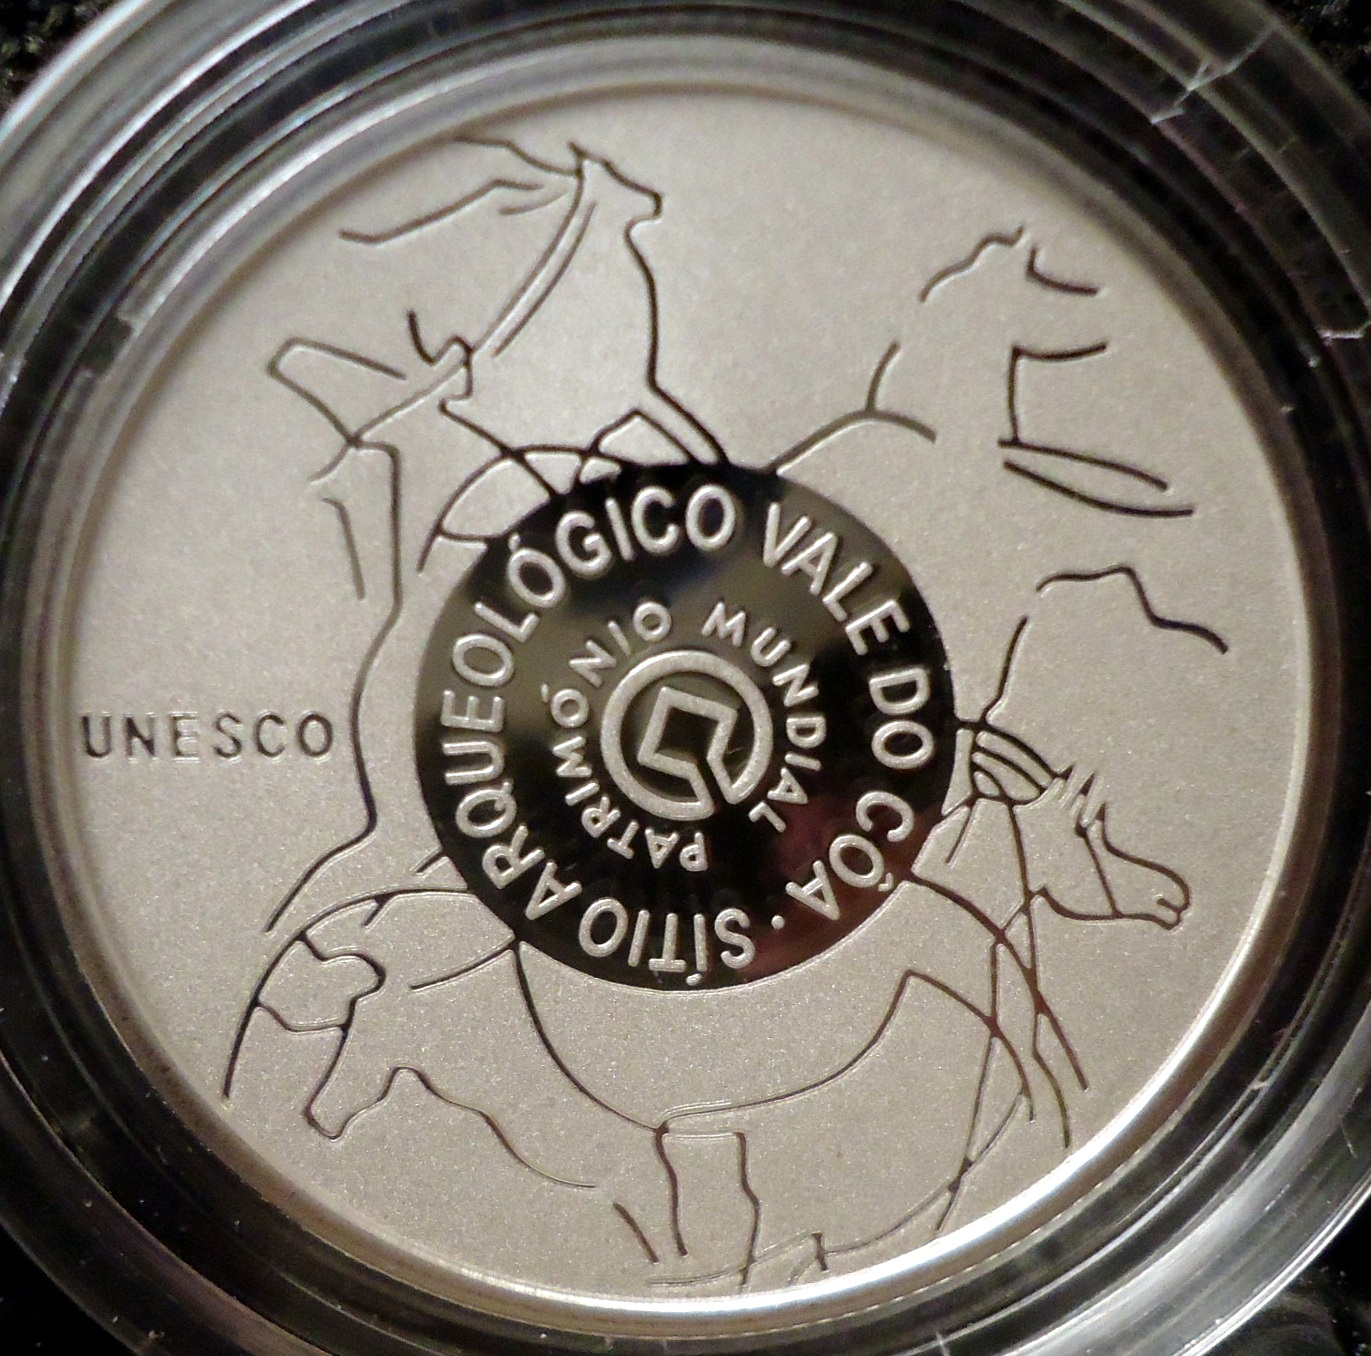 UNESCO
SÍTIO ARQUEOLÓGICO VALE DO CÔA ·
PATRIMÓNIO MUNDIAL